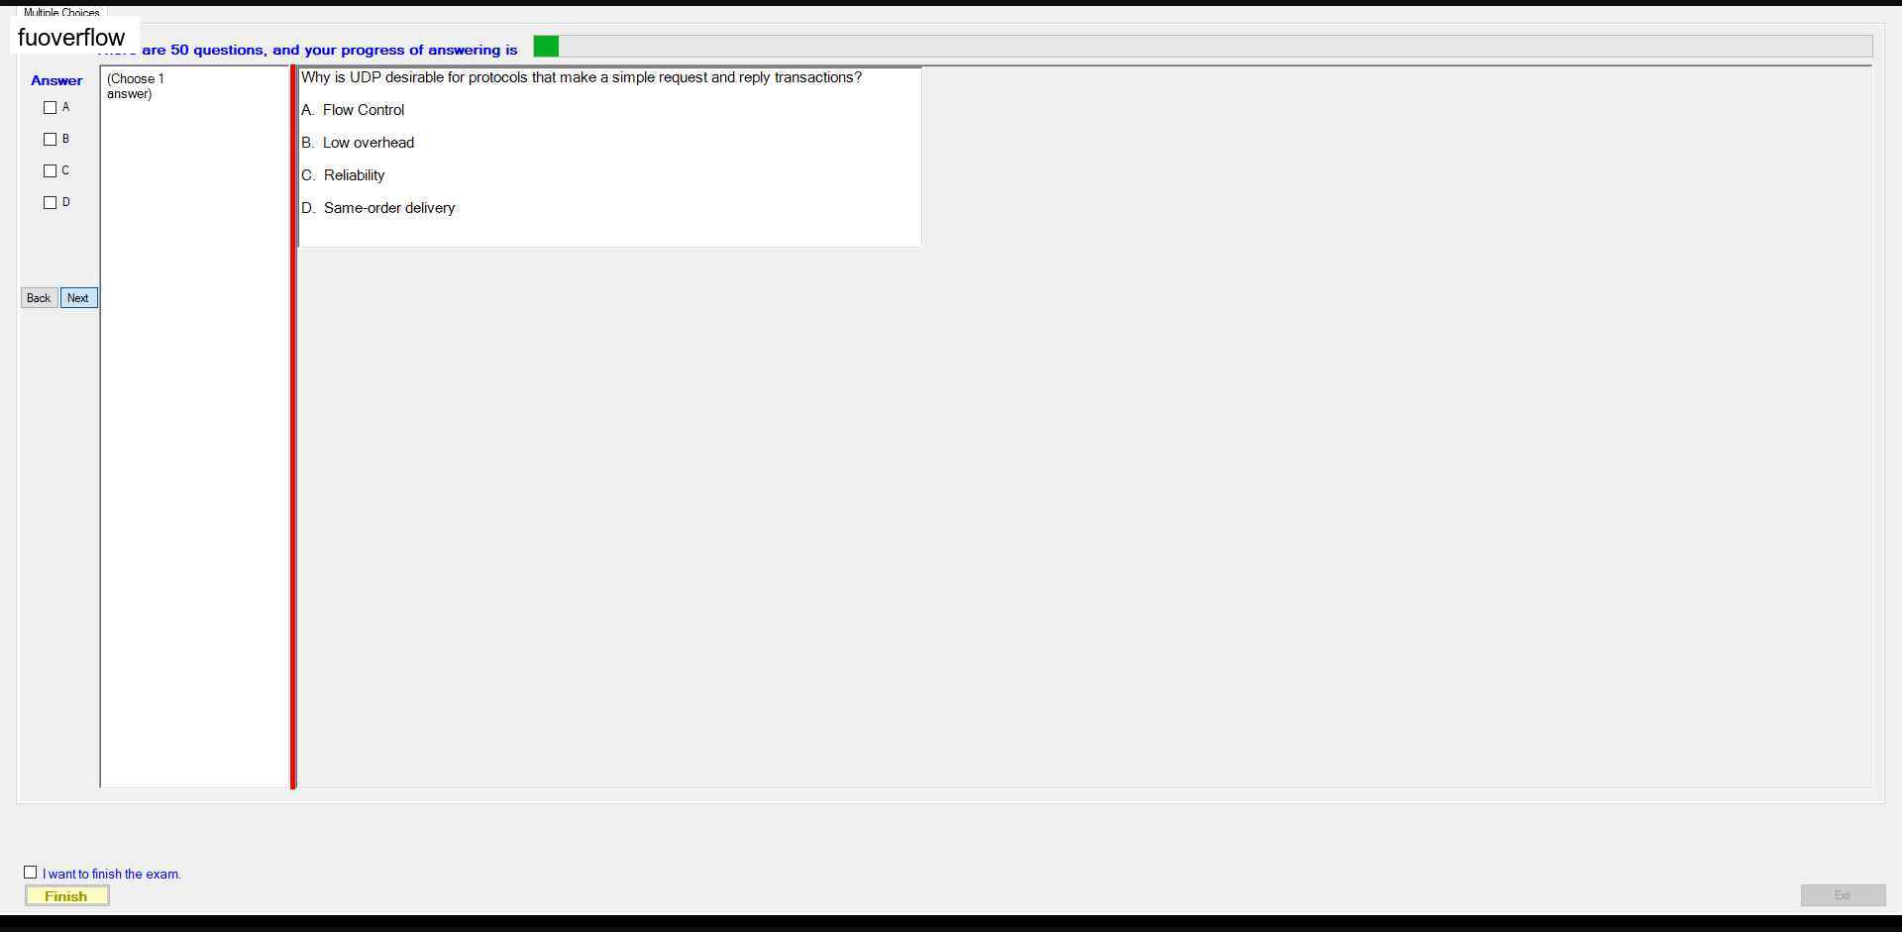 Multiple Choices
fuoverflow
are 50 questions, and your progress of answering is
Answer
(Choose 1
answer)
A
B
C
D
Back Next
Why is UDP desirable for protocols that make a simple request and reply transactions?
A. Flow Control
B. Low overhead
C. Reliability
D. Same-order delivery
I want to finish the exam.
Finish
Exit